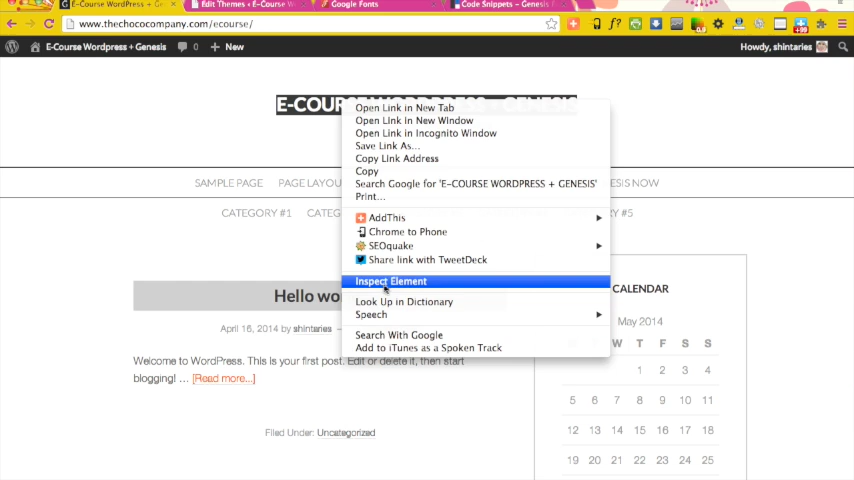 E-Course WordPress + Gene
Edit Themes ‹ E-Course W
Google Fonts
Code Snippets - Genesis F
www.thechococompany.com/ecourse/
f?
+99
E-Course Wordpress + Genesis
0
+ New
Howdy, shintaries
E-COURSE WORDPRESS + GENESIS
SAMPLE PAGE
PAGE LAYOU
SIS NOW
CATEGORY #1
CATEG
Y #5
Open Link in New Tab
Open Link in New Window
Open Link in Incognito Window
Save Link As...
Copy Link Address
Copy
Search Google for 'E-COURSE WORDPRESS + GENESIS'
Print...
AddThis
Chrome to Phone
SEOquake
Share link with TweetDeck
Inspect Element
Look Up in Dictionary
Speech
Search With Google
Add to iTunes as a Spoken Track
Hello wo
April 16, 2014 by shintaries —
Welcome to WordPress. This is your first post. Edit or delete it, then start
blogging! … [Read more...]
Filed Under: Uncategorized
CALENDAR
May 2014
W T F S S
1 2 3 4
5 6 7 8 9 10 11
12 13 14 15 16 17 18
19 20 21 22 23 24 25